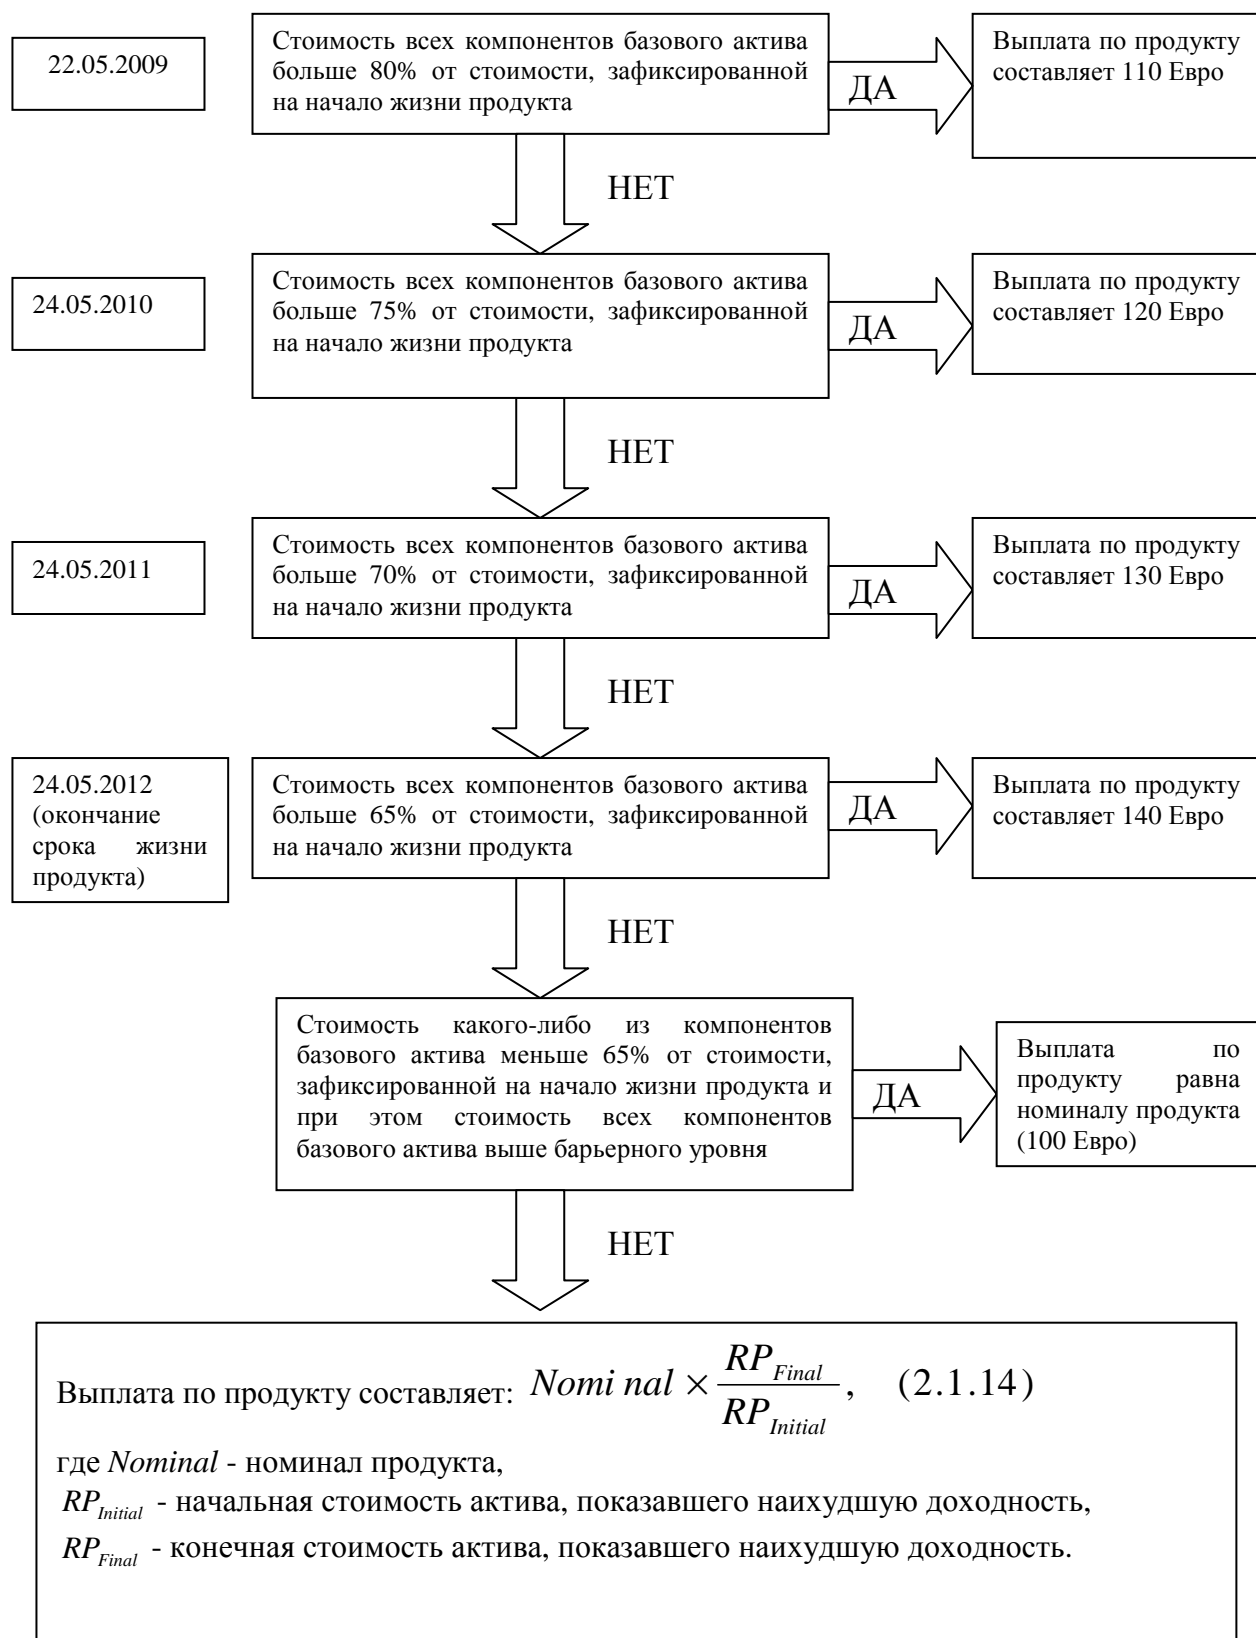 22.05.2009
Стоимость всех компонентов базового актива
больше 80% от стоимости, зафиксированной
на начало жизни продукта
ДА
Выплата по продукту
составляет 110 Евро
НЕТ
24.05.2010
Стоимость всех компонентов базового актива
больше 75% от стоимости, зафиксированной
на начало жизни продукта
ДА
Выплата по продукту
составляет 120 Евро
НЕТ
24.05.2011
Стоимость всех компонентов базового актива
больше 70% от стоимости, зафиксированной
на начало жизни продукта
ДА
Выплата по продукту
составляет 130 Евро
НЕТ
24.05.2012
(окончание
срока жизни
продукта)
Стоимость всех компонентов базового актива
больше 65% от стоимости, зафиксированной
на начало жизни продукта
ДА
Выплата по продукту
составляет 140 Евро
НЕТ
Стоимость какого-либо из компонентов
базового актива меньше 65% от стоимости,
зафиксированной на начало жизни продукта и
при этом стоимость всех компонентов
базового актива выше барьерного уровня
ДА
Выплата по
продукту равна
номиналу продукта
(100 Евро)
НЕТ
Выплата по продукту составляет: Nomi nal × RP_Final / RP_Initial, (2.1.14)
где Nominal - номинал продукта,
RP_Initial - начальная стоимость актива, показавшего наихудшую доходность,
RP_Final - конечная стоимость актива, показавшего наихудшую доходность.